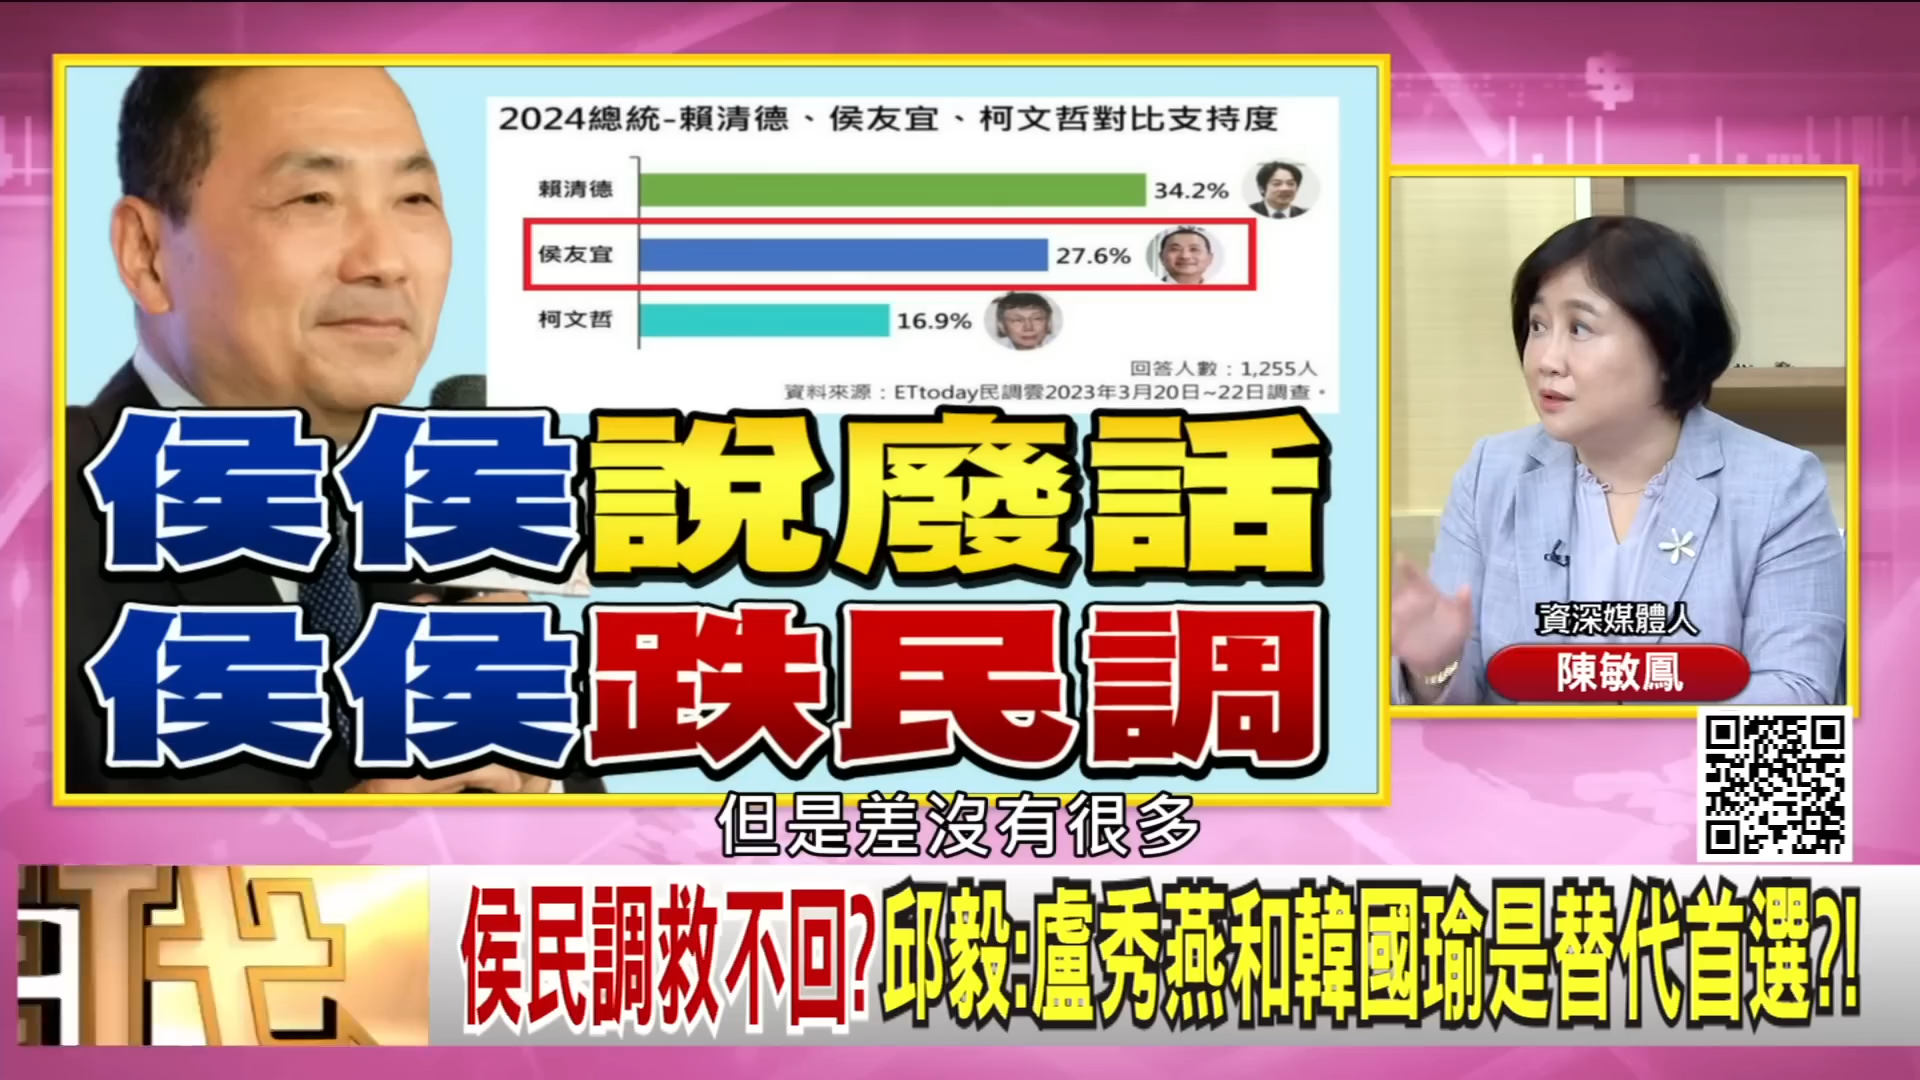 2024總統-賴清德、侯友宜、柯文哲對比支持度
賴清德 34.2%
侯友宜 27.6%
柯文哲 16.9%
回答人數：1,255人
資料來源：ETtoday民調雲2023年3月20日~22日調查。
侯侯說廢話
侯侯跌民調
資深媒體人
陳敏鳳
但是差沒有很多
侯民調救不回?邱毅:盧秀燕和韓國瑜是替代首選?!